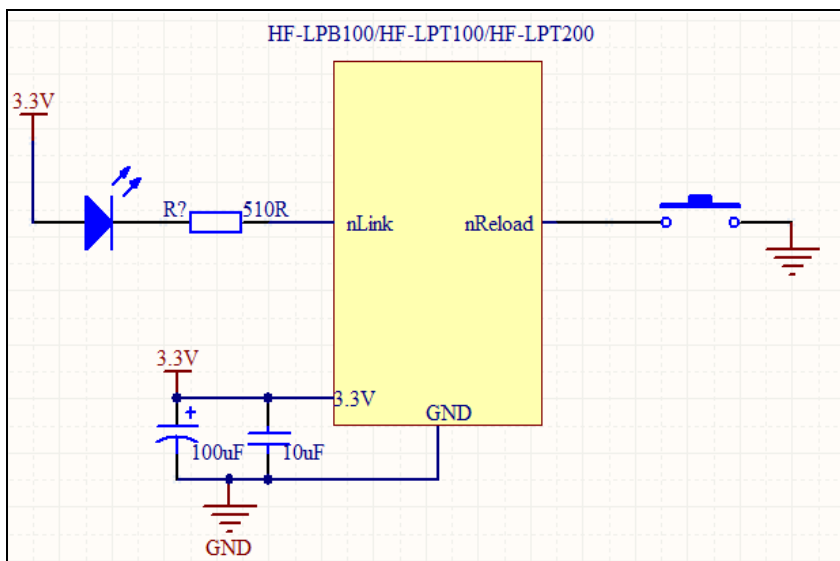 HF-LPB100/HF-LPT100/HF-LPT200
3.3V
R?
510R
nLink
nReload
3.3V
3.3V
GND
100uF
10uF
GND